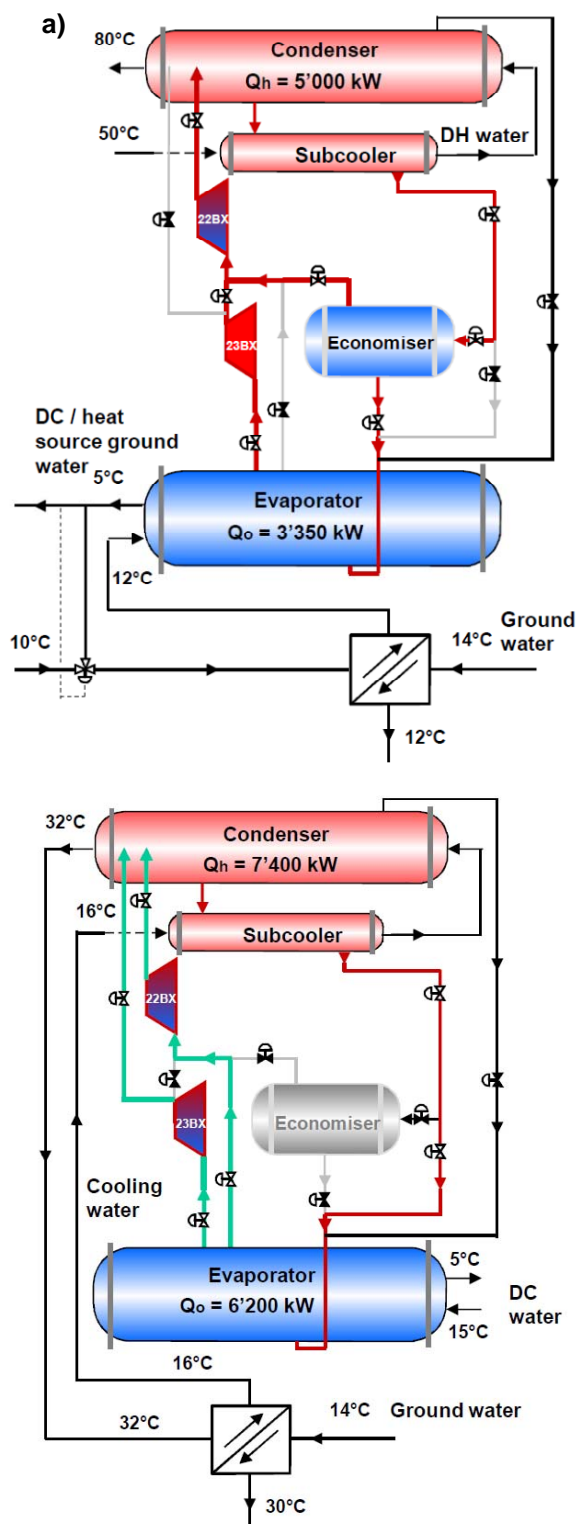 a)
80°C
Condenser
Qh = 5’000 kW
50°C
DH water
Subcooler
22BX
23BX
Economiser
DC / heat
source ground
water
5°C
Evaporator
Qo = 3’350 kW
12°C
10°C
Ground
water
14°C
12°C
32°C
Condenser
Qh = 7’400 kW
16°C
Subcooler
22BX
23BX
Economiser
Cooling
water
Evaporator
Qo = 6’200 kW
5°C
DC
water
15°C
16°C
32°C
14°C
Ground water
30°C